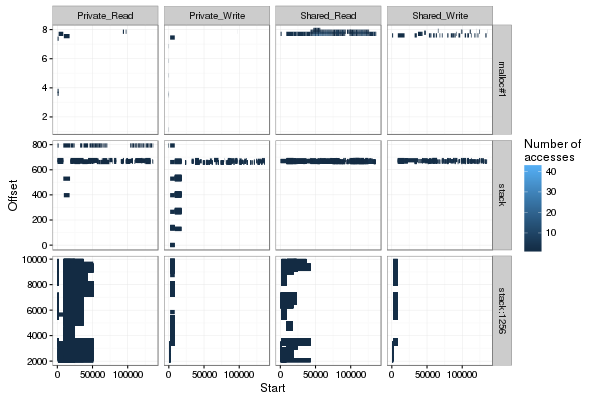 Private_Read Private_Write Shared_Read Shared_Write
8
6
4
2
malloc#1
800
600
400
200
0
stack
10000
8000
6000
4000
2000
stack:1256
0 50000 100000 0 50000 100000 0 50000 100000 0 50000 100000
Start
Offset
Number of
accesses
40
30
20
10